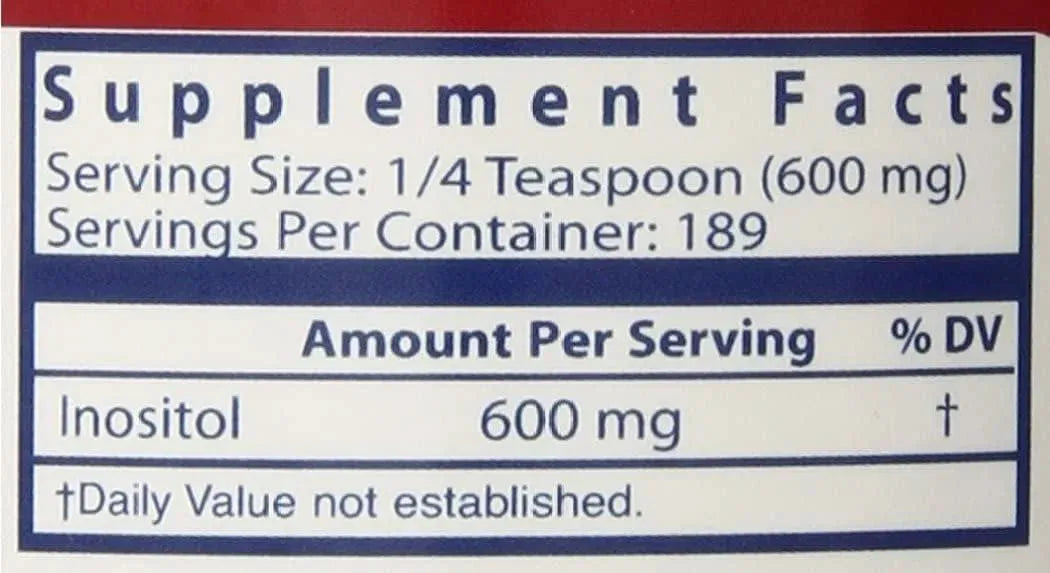 Supplement Facts
Serving Size: 1/4 Teaspoon (600 mg)
Servings Per Container: 189
Amount Per Serving % DV
Inositol 600 mg †
†Daily Value not established.